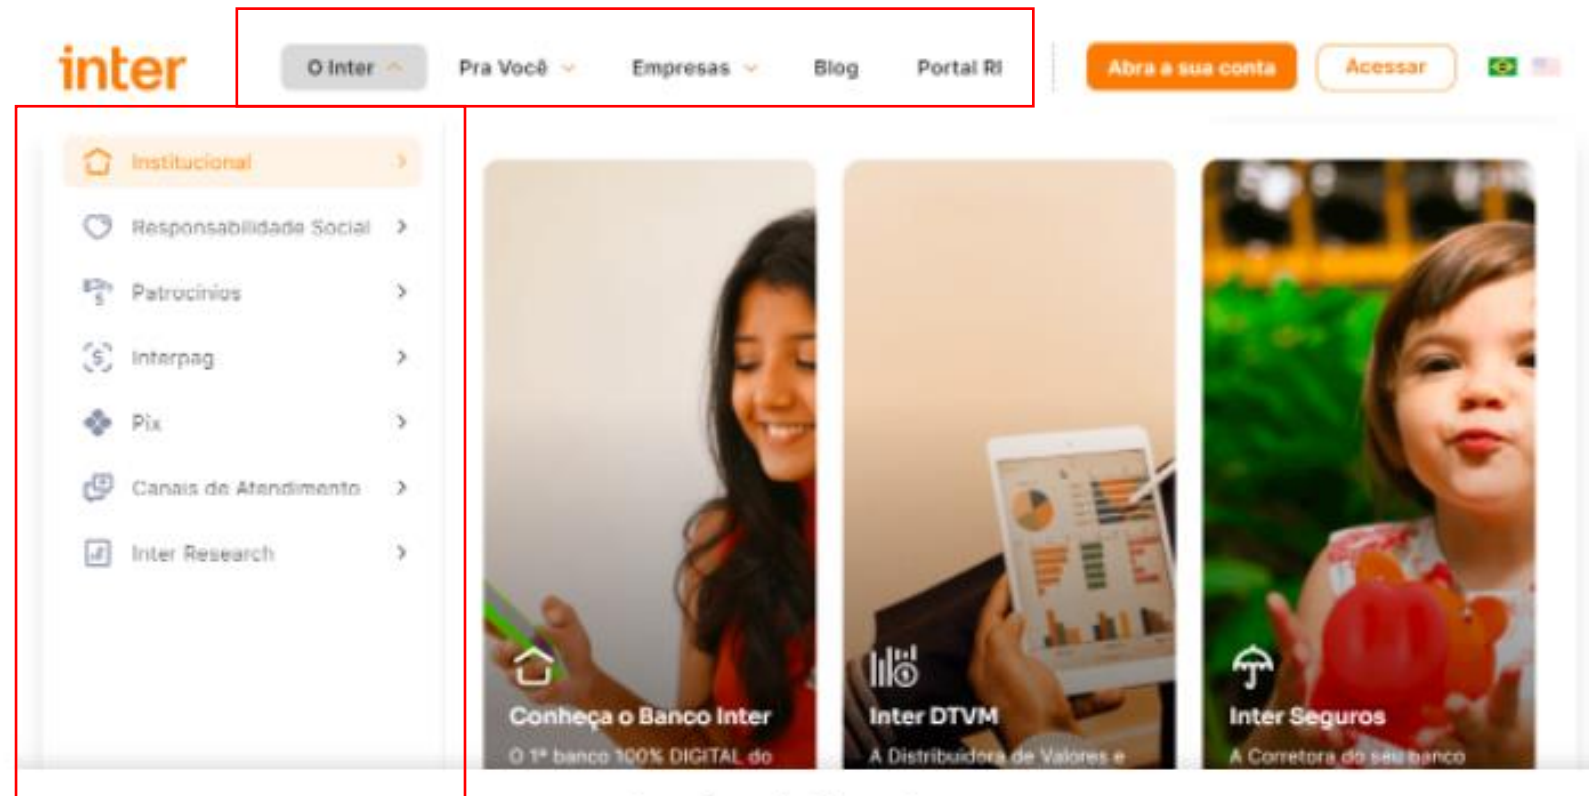 inter
O Inter
Pra Você
Empresas
Blog
Portal RI
Abra a sua conta
Acessar
Institucional
Responsabilidade Social
Patrocínios
Interpag
Pix
Canais de Atendimento
Inter Research
Conheça o Banco Inter
O 1º banco 100% DIGITAL do
Inter DTVM
A Distribuidora de Valores e
Inter Seguros
A Corretora do seu banco